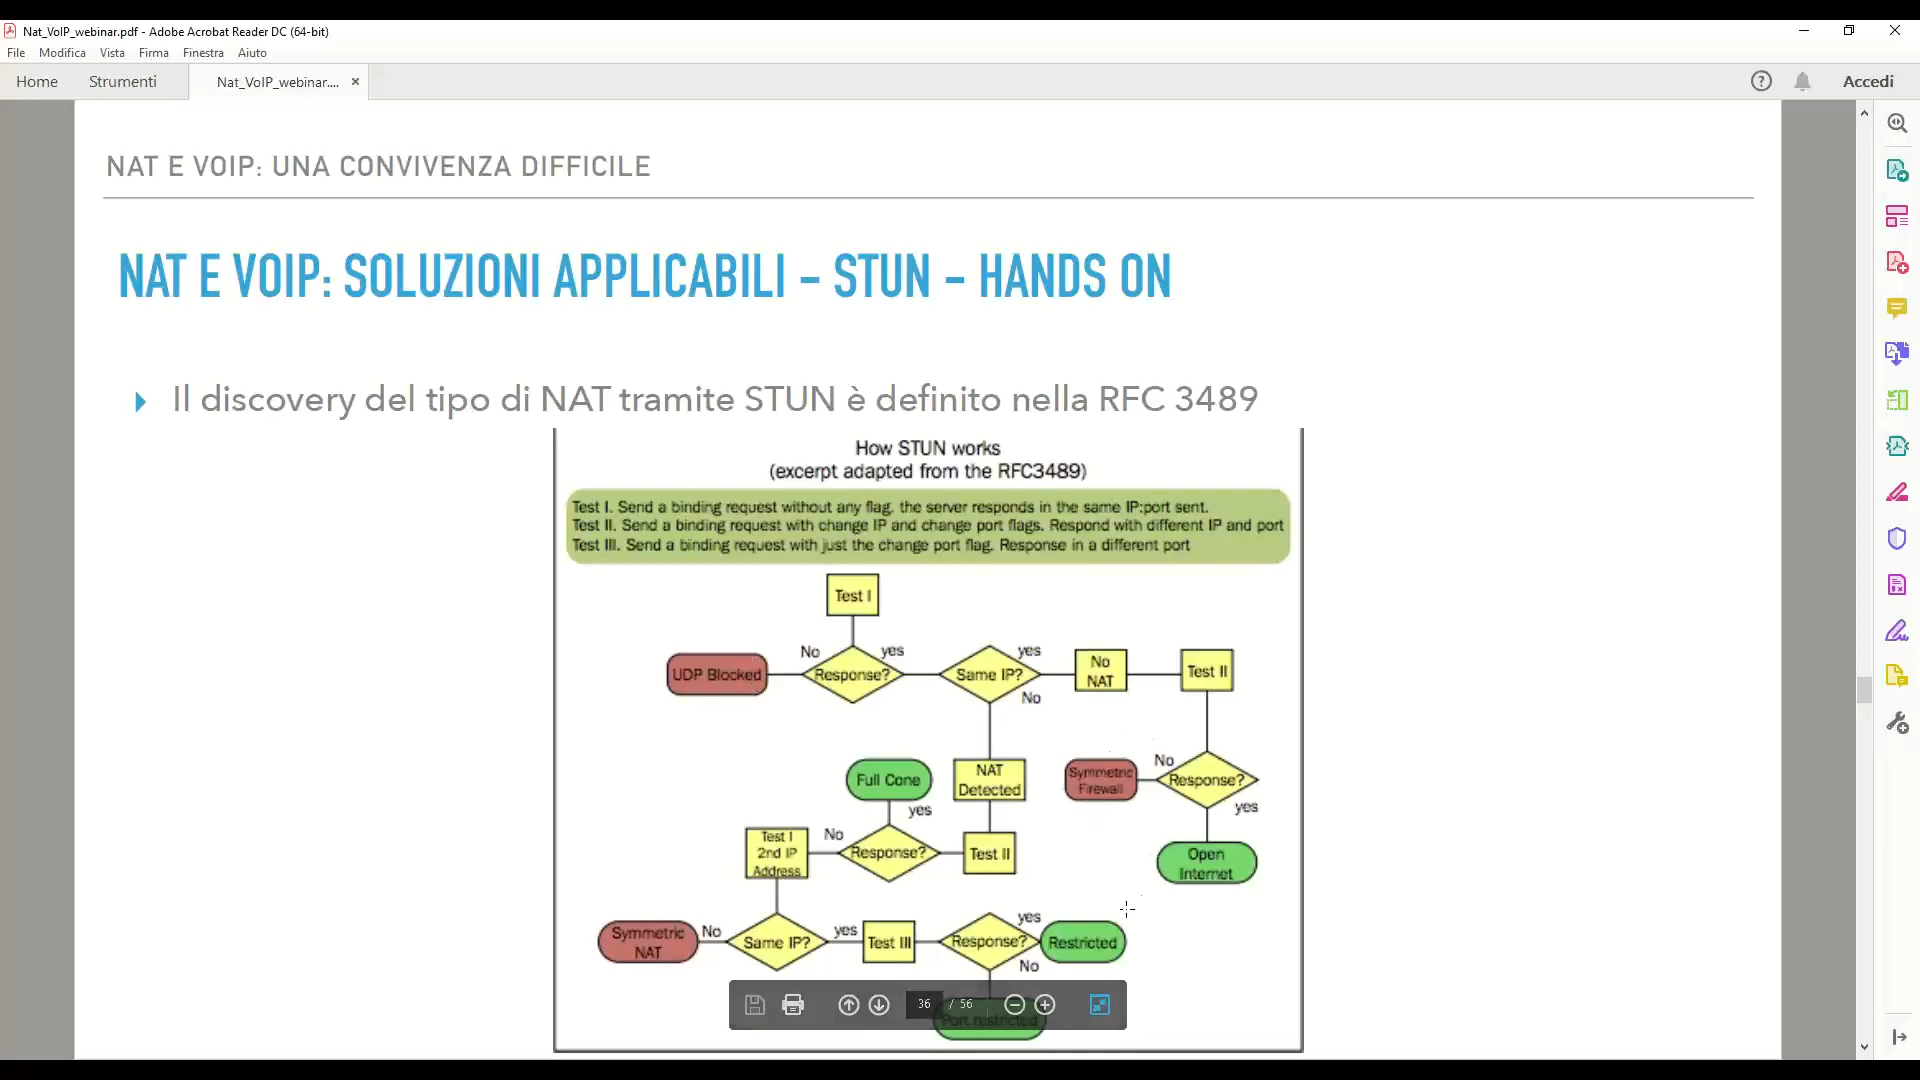 Nat_VoIP_webinar.pdf - Adobe Acrobat Reader DC (64-bit)
File Modifica Vista Firma Finestra Aiuto
Home Strumenti Nat_VoIP_webinar.... × Accedi
NAT E VOIP: UNA CONVIVENZA DIFFICILE
NAT E VOIP: SOLUZIONI APPLICABILI – STUN – HANDS ON
Il discovery del tipo di NAT tramite STUN è definito nella RFC 3489
How STUN works
(excerpt adapted from the RFC3489)
Test I. Send a binding request without any flag. the server responds in the same IP:port sent.
Test II. Send a binding request with change IP and change port flags. Respond with different IP and port
Test III. Send a binding request with just the change port flag. Response in a different port
Test I
No
yes
yes
UDP Blocked
Response?
Same IP?
No
NAT
Test II
No
Full Cone
NAT
Detected
Symmetric
Firewall
No
Response?
yes
yes
Test I
2nd IP
Address
No
Response?
Test II
Open
Internet
Symmetric
NAT
No
Same IP?
yes
Test III
Response?
yes
Restricted
No
36 / 56
Port restricted